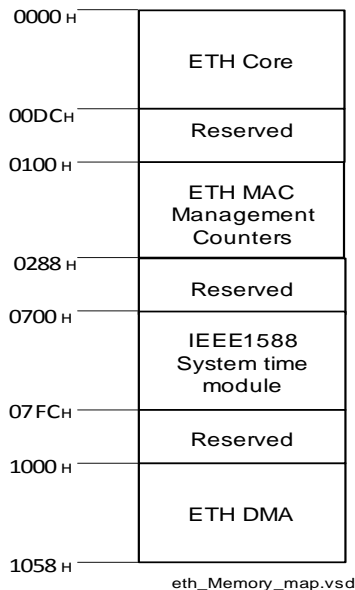 0000 H
ETH Core
00DCH
Reserved
0100 H
ETH MAC
Management
Counters
0288 H
Reserved
0700 H
IEEE1588
System time
module
07FCH
Reserved
1000 H
ETH DMA
1058 H
eth_Memory_map.vsd